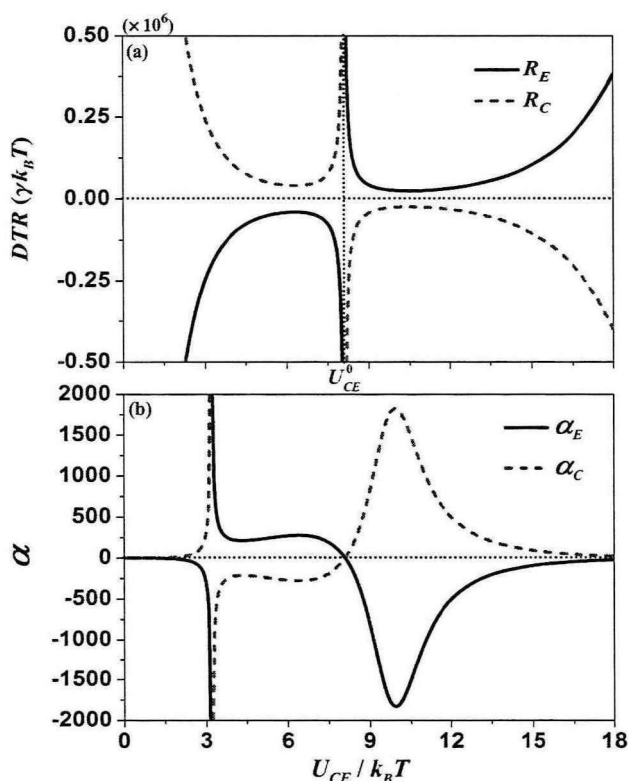 (× 10⁶)
0.50
(a)
R_E
R_C
0.25
0.00
-0.25
-0.50
DTR (γk_BT)
U⁰_CE
2000
(b)
α_E
α_C
1500
1000
500
0
-500
-1000
-1500
-2000
α
0 3 6 9 12 15 18
U_CE / k_BT